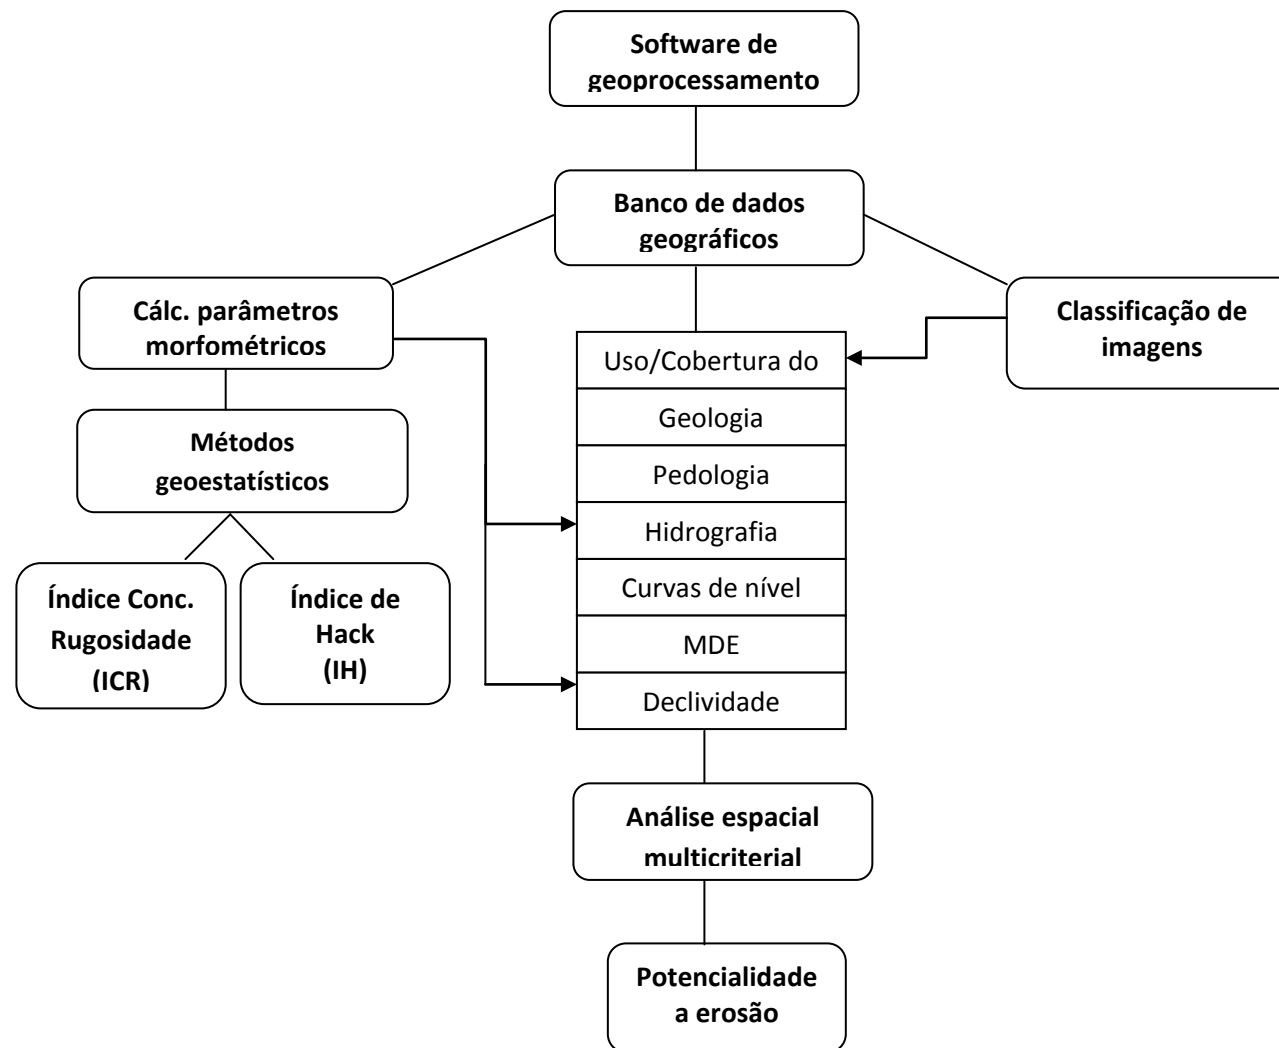 Software de
geoprocessamento
Banco de dados
geográficos
Cálc. parâmetros
morfométricos
Classificação de
imagens
Uso/Cobertura do
Geologia
Pedologia
Hidrografia
Curvas de nível
MDE
Declividade
Métodos
geoestatísticos
Índice Conc.
Rugosidade
(ICR)
Índice de
Hack
(IH)
Análise espacial
multicriterial
Potencialidade
a erosão